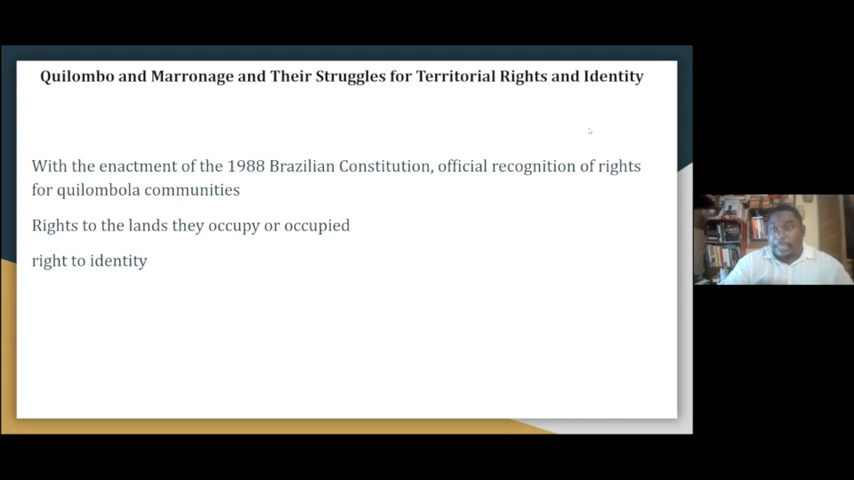 Quilombo and Marronage and Their Struggles for Territorial Rights and Identity
With the enactment of the 1988 Brazilian Constitution, official recognition of rights
for quilombola communities
Rights to the lands they occupy or occupied
right to identity